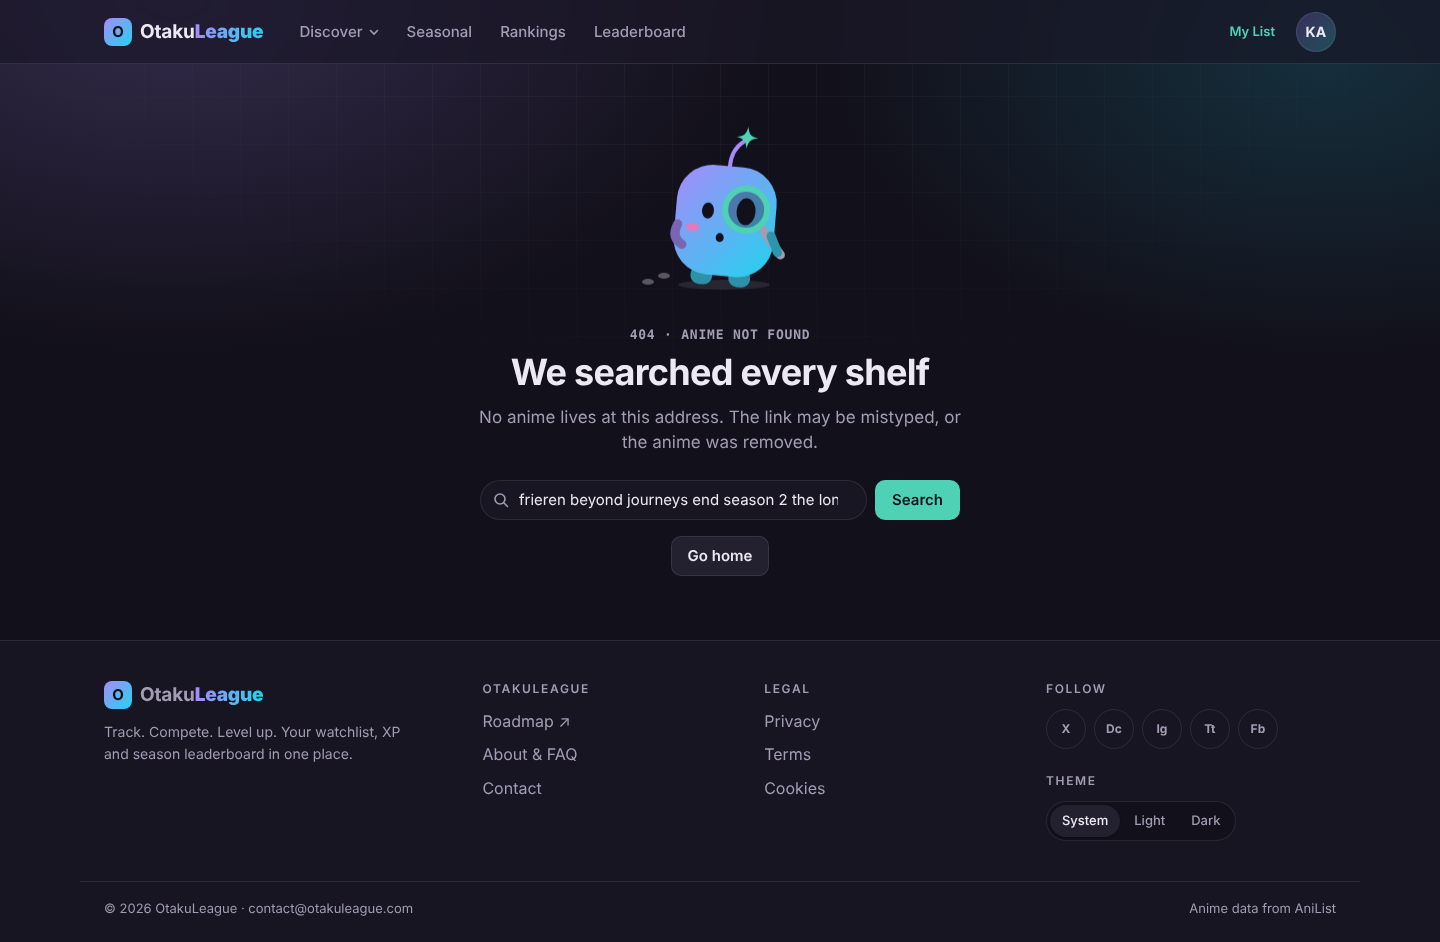 O OtakuLeague Discover Seasonal Rankings Leaderboard My List KA
404 · ANIME NOT FOUND
We searched every shelf
No anime lives at this address. The link may be mistyped, or
the anime was removed.
frieren beyond journeys end season 2 the lon Search
Go home
O OtakuLeague
Track. Compete. Level up. Your watchlist, XP
and season leaderboard in one place.
OTAKULEAGUE
Roadmap ↗
About & FAQ
Contact
LEGAL
Privacy
Terms
Cookies
FOLLOW
X Dc Ig Tt Fb
THEME
System Light Dark
© 2026 OtakuLeague · contact@otakuleague.com
Anime data from AniList